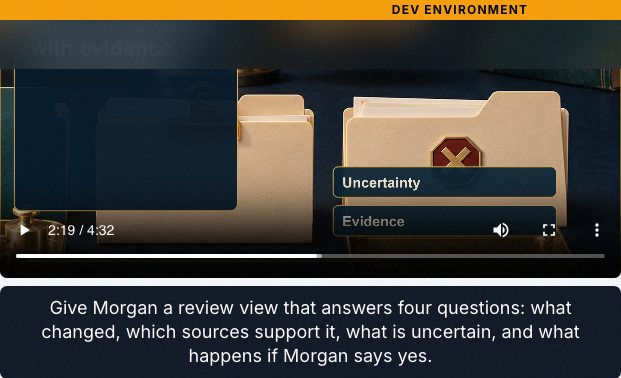 DEV ENVIRONMENT
with evidence.
Uncertainty
Evidence
2:19 / 4:32
Give Morgan a review view that answers four questions: what
changed, which sources support it, what is uncertain, and what
happens if Morgan says yes.